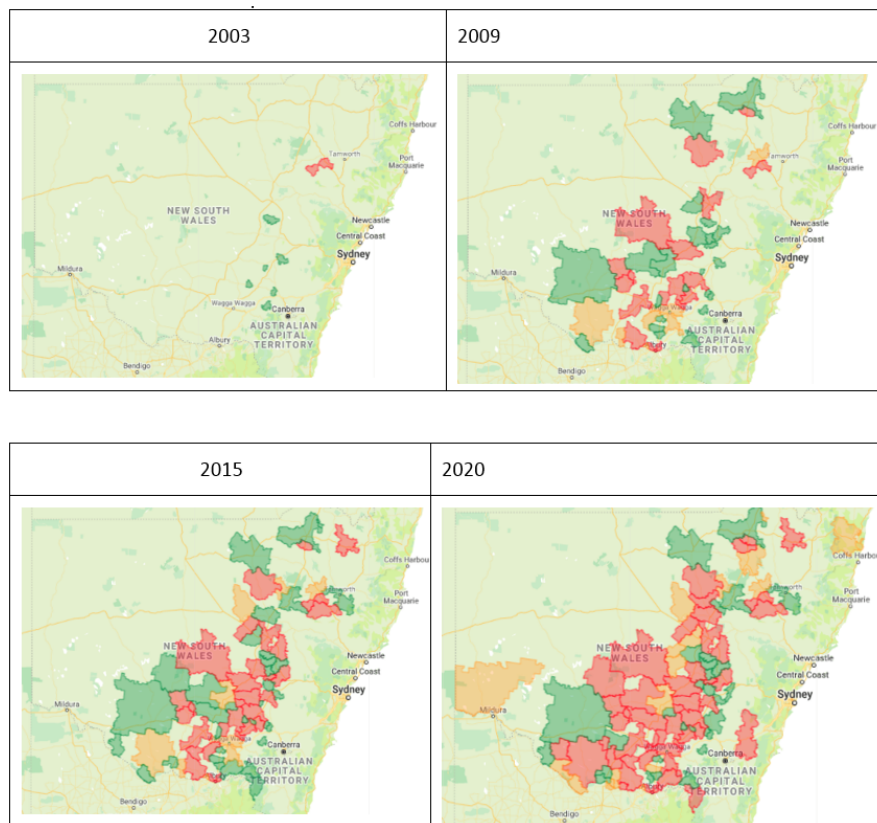 2003
2009
Coffs Harbour
Tamworth
Port
Macquarie
NEW SOUTH
WALES
Newcastle
Central Coast
Sydney
Mildura
Wagga Wagga
Canberra
AUSTRALIAN
CAPITAL
TERRITORY
Albury
Bendigo
Coffs Harbour
Tamworth
Port
Macquarie
NEW SOUTH
WALES
Newcastle
Central Coast
Sydney
Mildura
Canberra
AUSTRALIAN
CAPITAL
TERRITORY
Bendigo
2015
2020
Coffs Harbou
Port
Macquarie
NEW SOUTH
WALES
Newcastle
Central Coast
Sydney
Mildura
Canberra
AUSTRALIAN
CAPITAL
TERRITORY
Bendigo
Coffs Harbour
Port
Macquarie
NEW SOUTH
WALES
Newcastle
Central Coast
Sydney
Mildura
Canberra
AUSTRALIAN
CAPITAL
TERRITORY
Bendigo